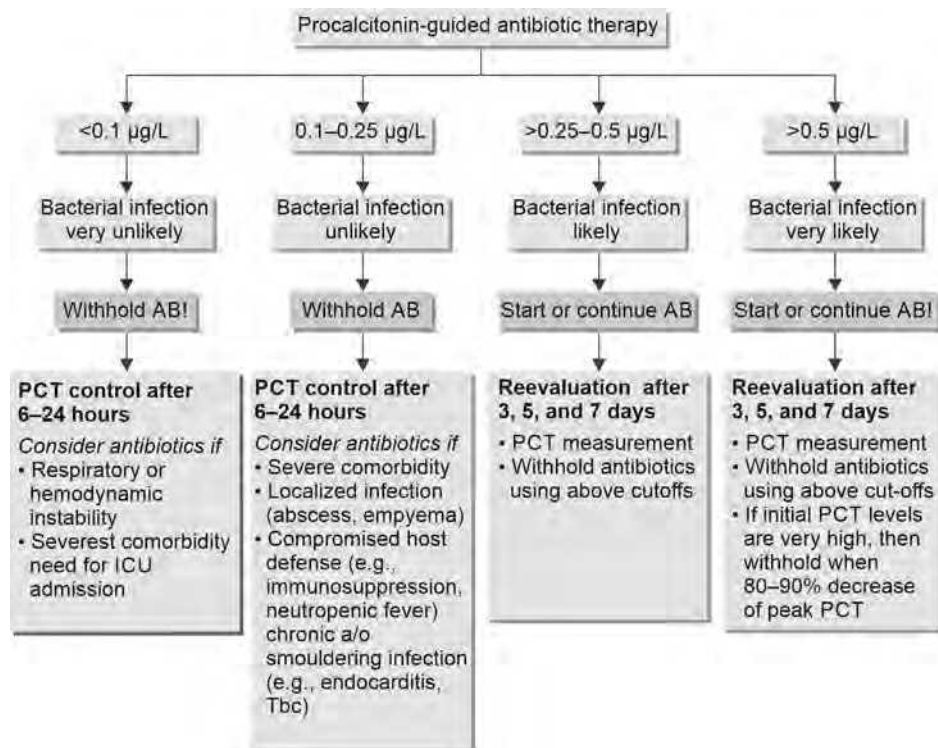 Procalcitonin-guided antibiotic therapy
<0.1 µg/L
0.1–0.25 µg/L
>0.25–0.5 µg/L
>0.5 µg/L
Bacterial infection
very unlikely
Bacterial infection
unlikely
Bacterial infection
likely
Bacterial infection
very likely
Withhold AB!
Withhold AB
Start or continue AB
Start or continue AB!
PCT control after
6–24 hours
Consider antibiotics if
• Respiratory or
hemodynamic
instability
• Severest comorbidity
need for ICU
admission
PCT control after
6–24 hours
Consider antibiotics if
• Severe comorbidity
• Localized infection
(abscess, empyema)
• Compromised host
defense (e.g.,
immunosuppression,
neutropenic fever)
chronic a/o
smouldering infection
(e.g., endocarditis,
Tbc)
Reevaluation after
3, 5, and 7 days
• PCT measurement
• Withhold antibiotics
using above cutoffs
Reevaluation after
3, 5, and 7 days
• PCT measurement
• Withhold antibiotics
using above cut-offs
• If initial PCT levels
are very high, then
withhold when
80–90% decrease
of peak PCT